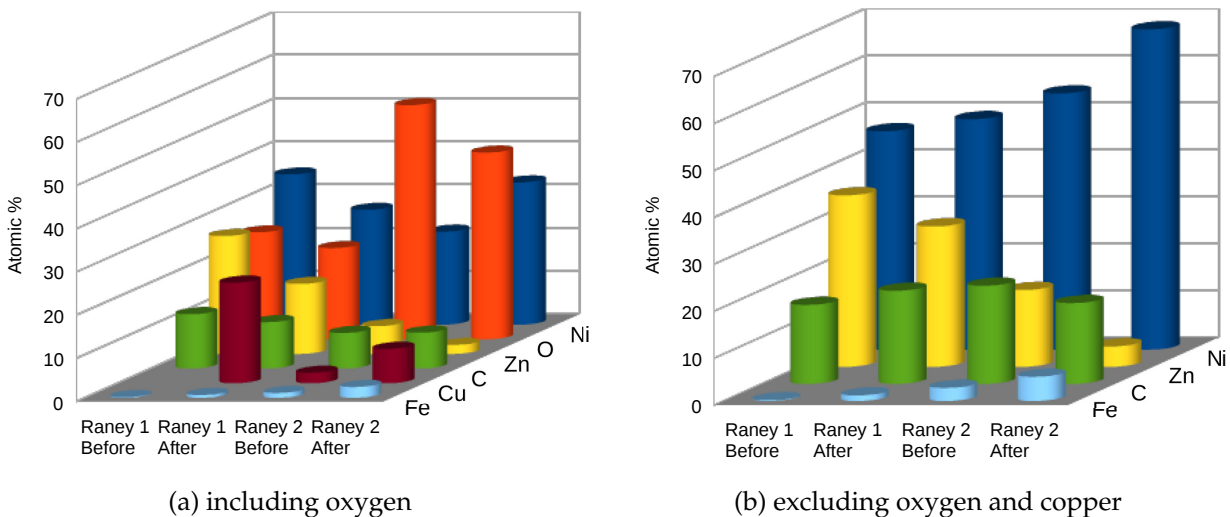 70
60
50
40
30
20
10
0
Atomic %
Raney 1
Before
Raney 1
After
Raney 2
Before
Raney 2
After
Fe
Cu
C
Zn
O
Ni
(a) including oxygen
70
60
50
40
30
20
10
0
Atomic %
Raney 1
Before
Raney 1
After
Raney 2
Before
Raney 2
After
Fe
C
Zn
Ni
(b) excluding oxygen and copper